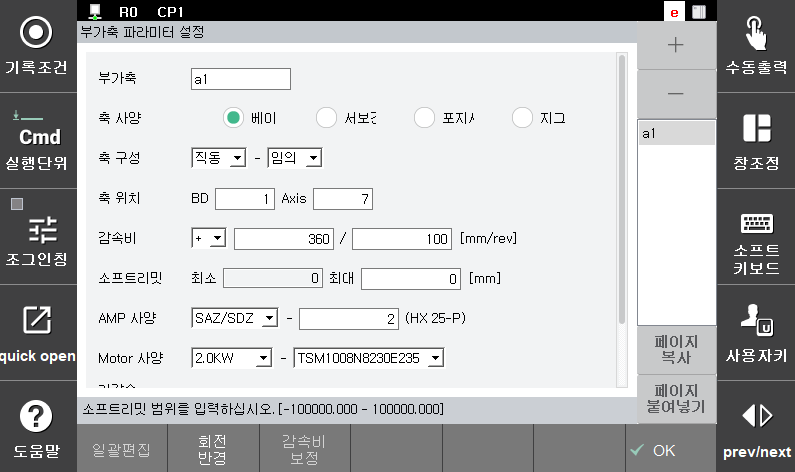 R0 CP1 e
부가축 파라미터 설정
기록조건
Cmd
실행단위
조그인칭
quick open
도움말
부가축 a1
축 사양 베이 서보건 포지셔 지그
축 구성 직동 - 임의
축 위치 BD 1 Axis 7
감속비 + 360 / 100 [mm/rev]
소프트리밋 최소 0 최대 0 [mm]
AMP 사양 SAZ/SDZ - 2 (HX 25-P)
Motor 사양 2.0KW - TSM1008N8230E235
소프트리밋 범위를 입력하십시오. [-100000.000 - 100000.000]
일괄편집
회전
반경
감속비
보정
OK
a1
페이지
복사
페이지
붙여넣기
수동출력
창조정
소프트
키보드
U
사용자키
prev/next